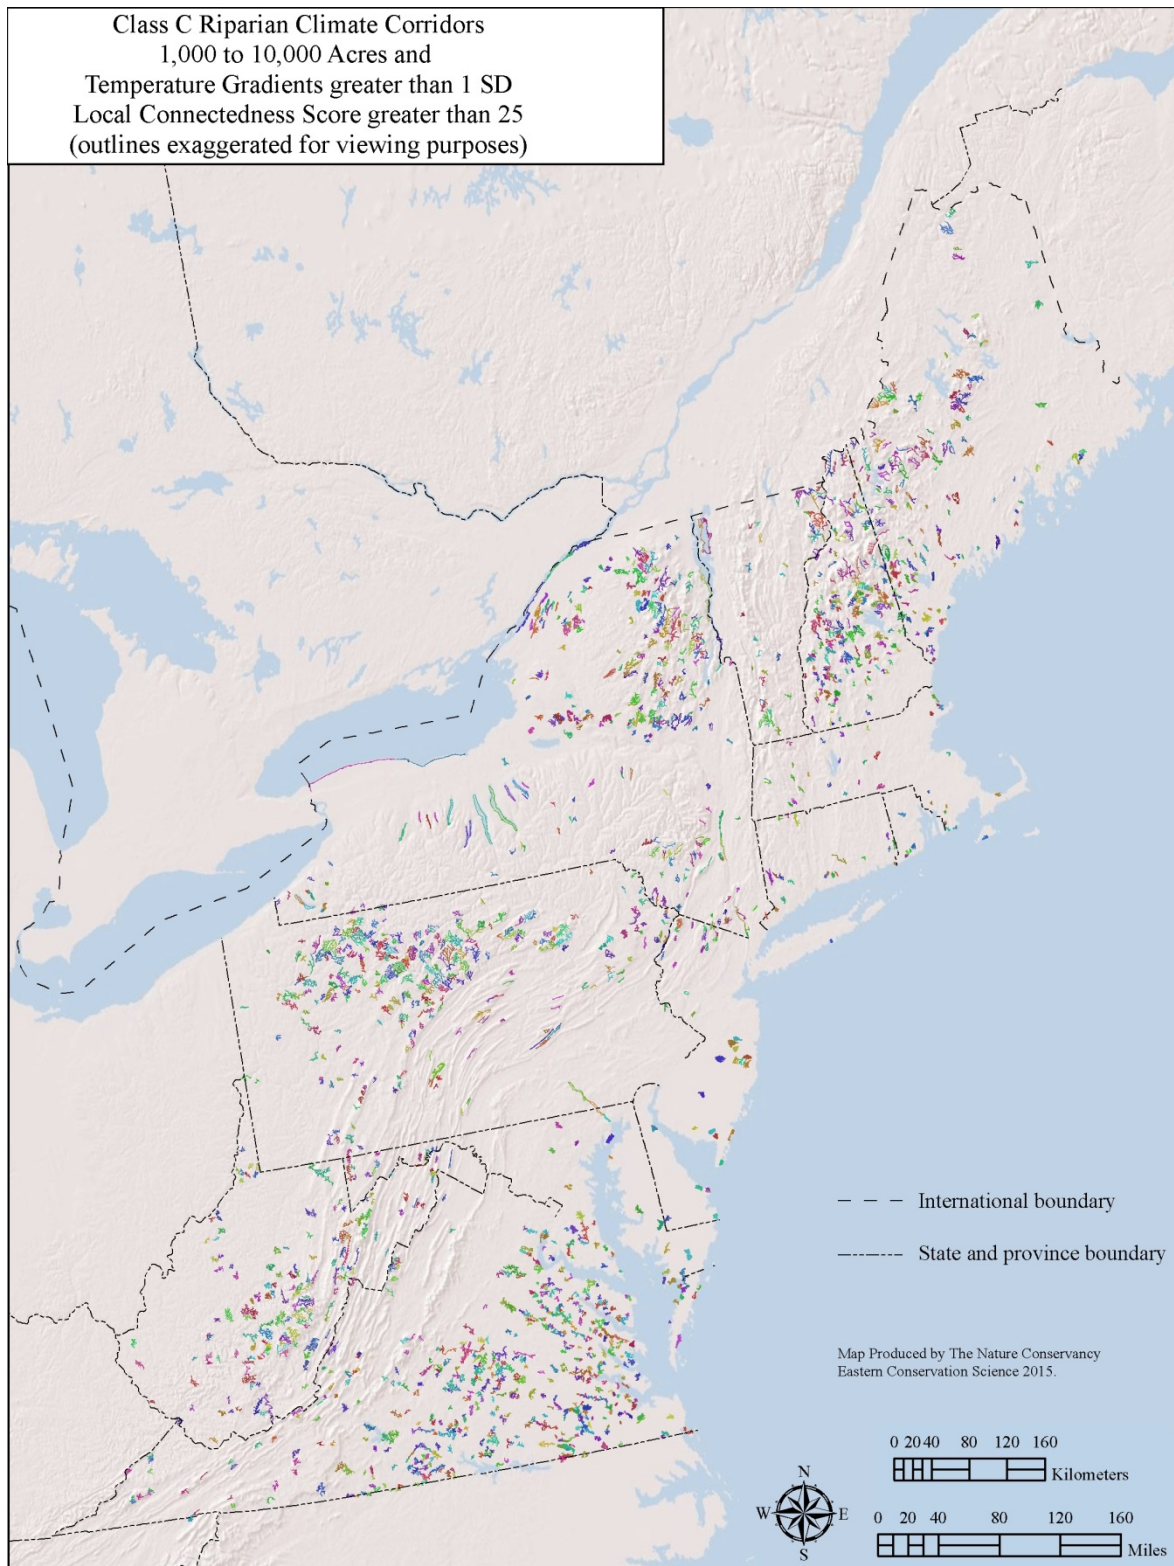 Class C Riparian Climate Corridors
1,000 to 10,000 Acres and
Temperature Gradients greater than 1 SD
Local Connectedness Score greater than 25
(outlines exaggerated for viewing purposes)
International boundary
State and province boundary
Map Produced by The Nature Conservancy
Eastern Conservation Science 2015.
0 20 40 80 120 160
Kilometers
N
W E
S
0 20 40 80 120 160
Miles